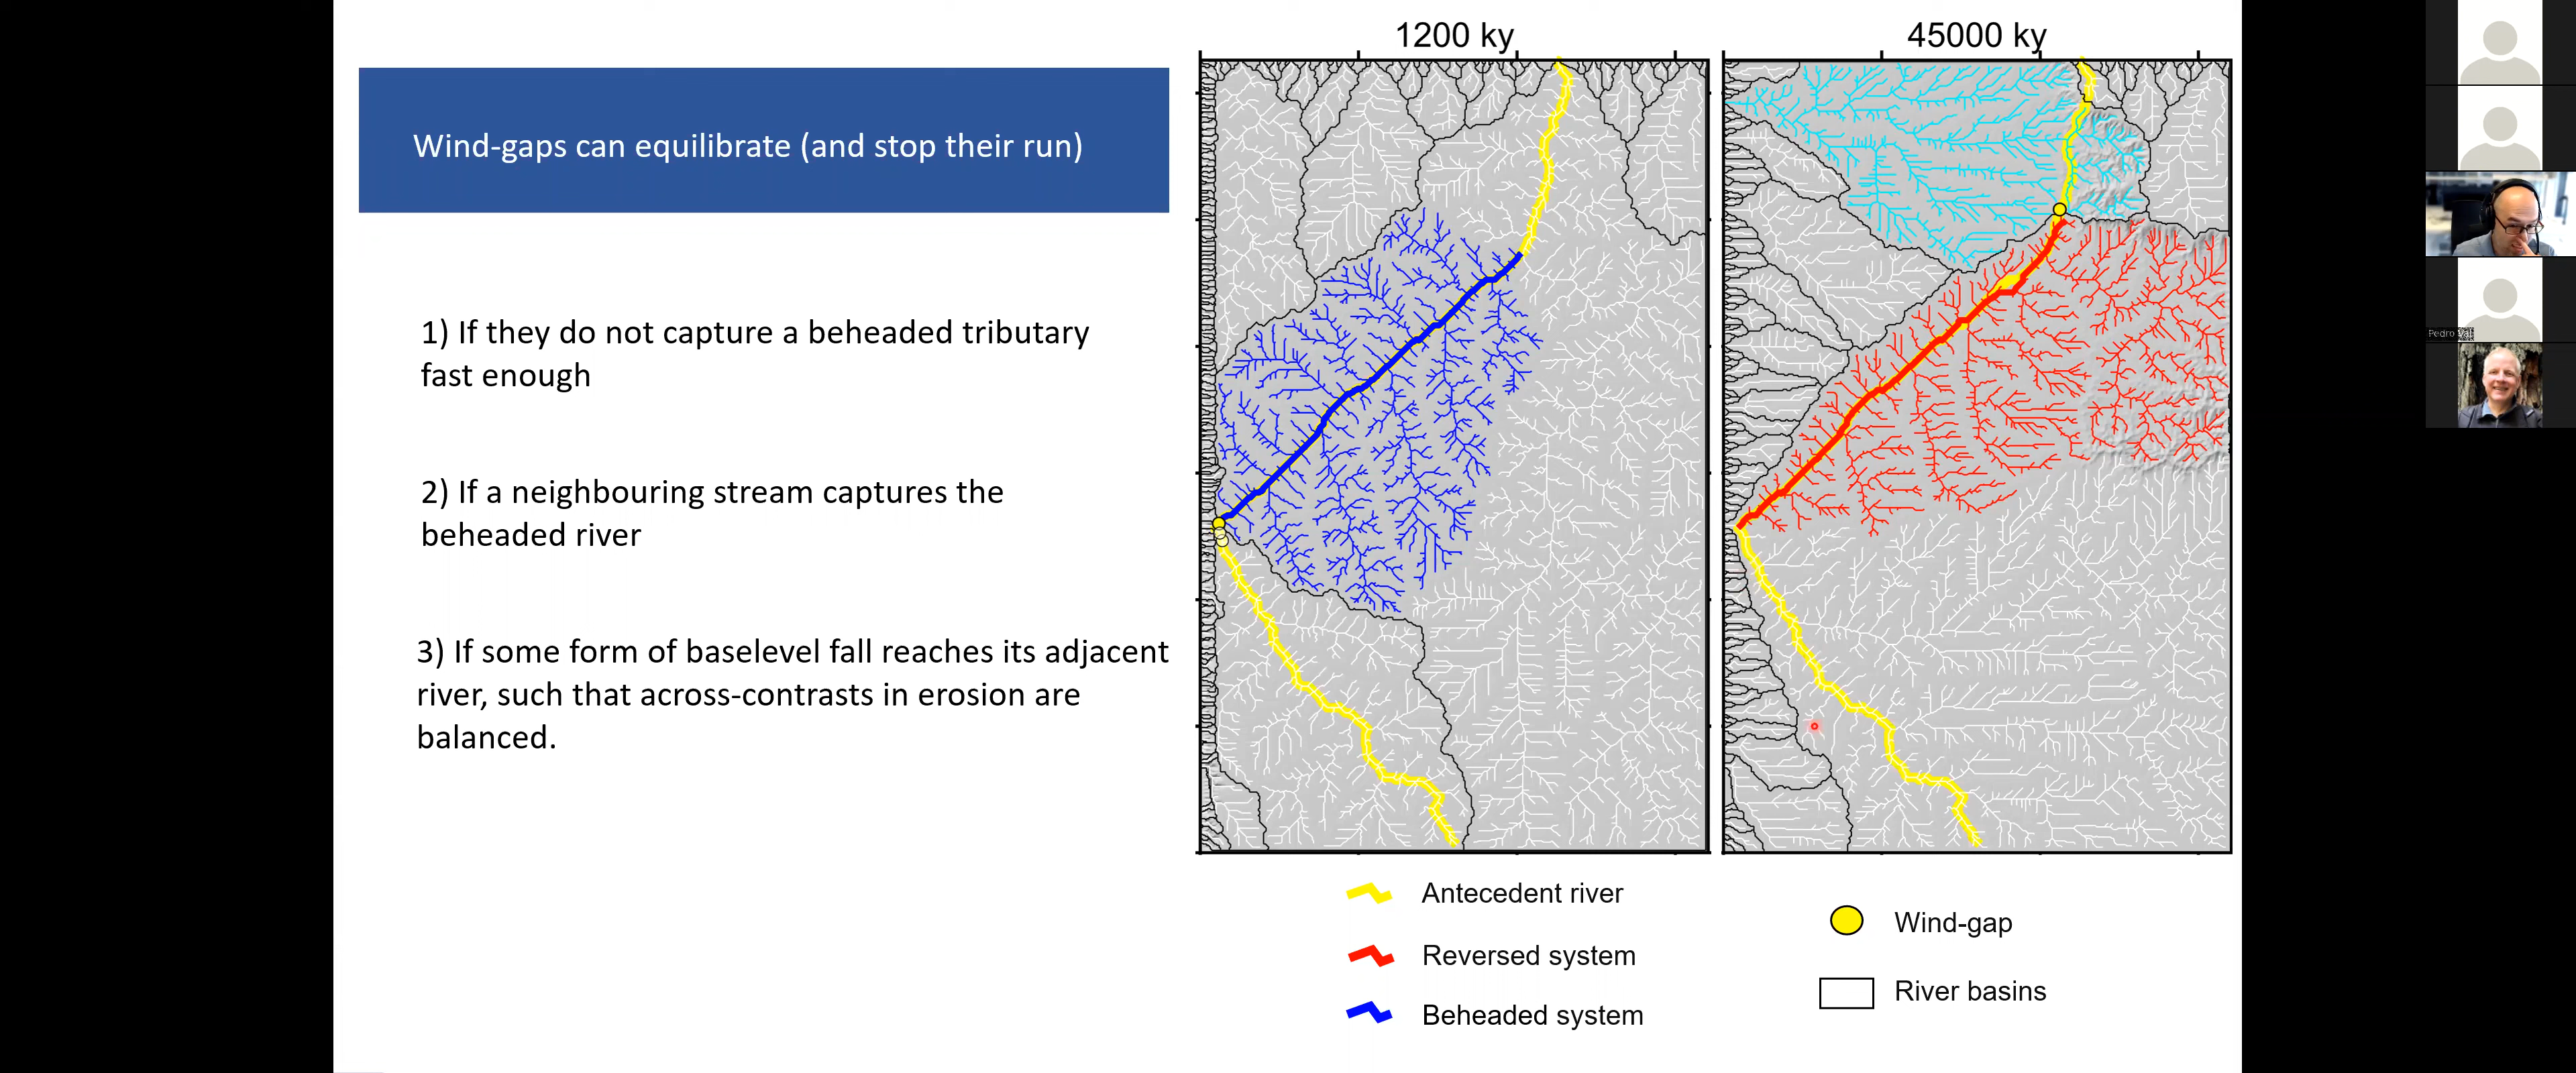 1200 ky
45000 ky
Wind-gaps can equilibrate (and stop their run)
1) If they do not capture a beheaded tributary
fast enough
2) If a neighbouring stream captures the
beheaded river
3) If some form of baselevel fall reaches its adjacent
river, such that across-contrasts in erosion are
balanced.
Antecedent river
Reversed system
Beheaded system
Wind-gap
River basins
Pedro